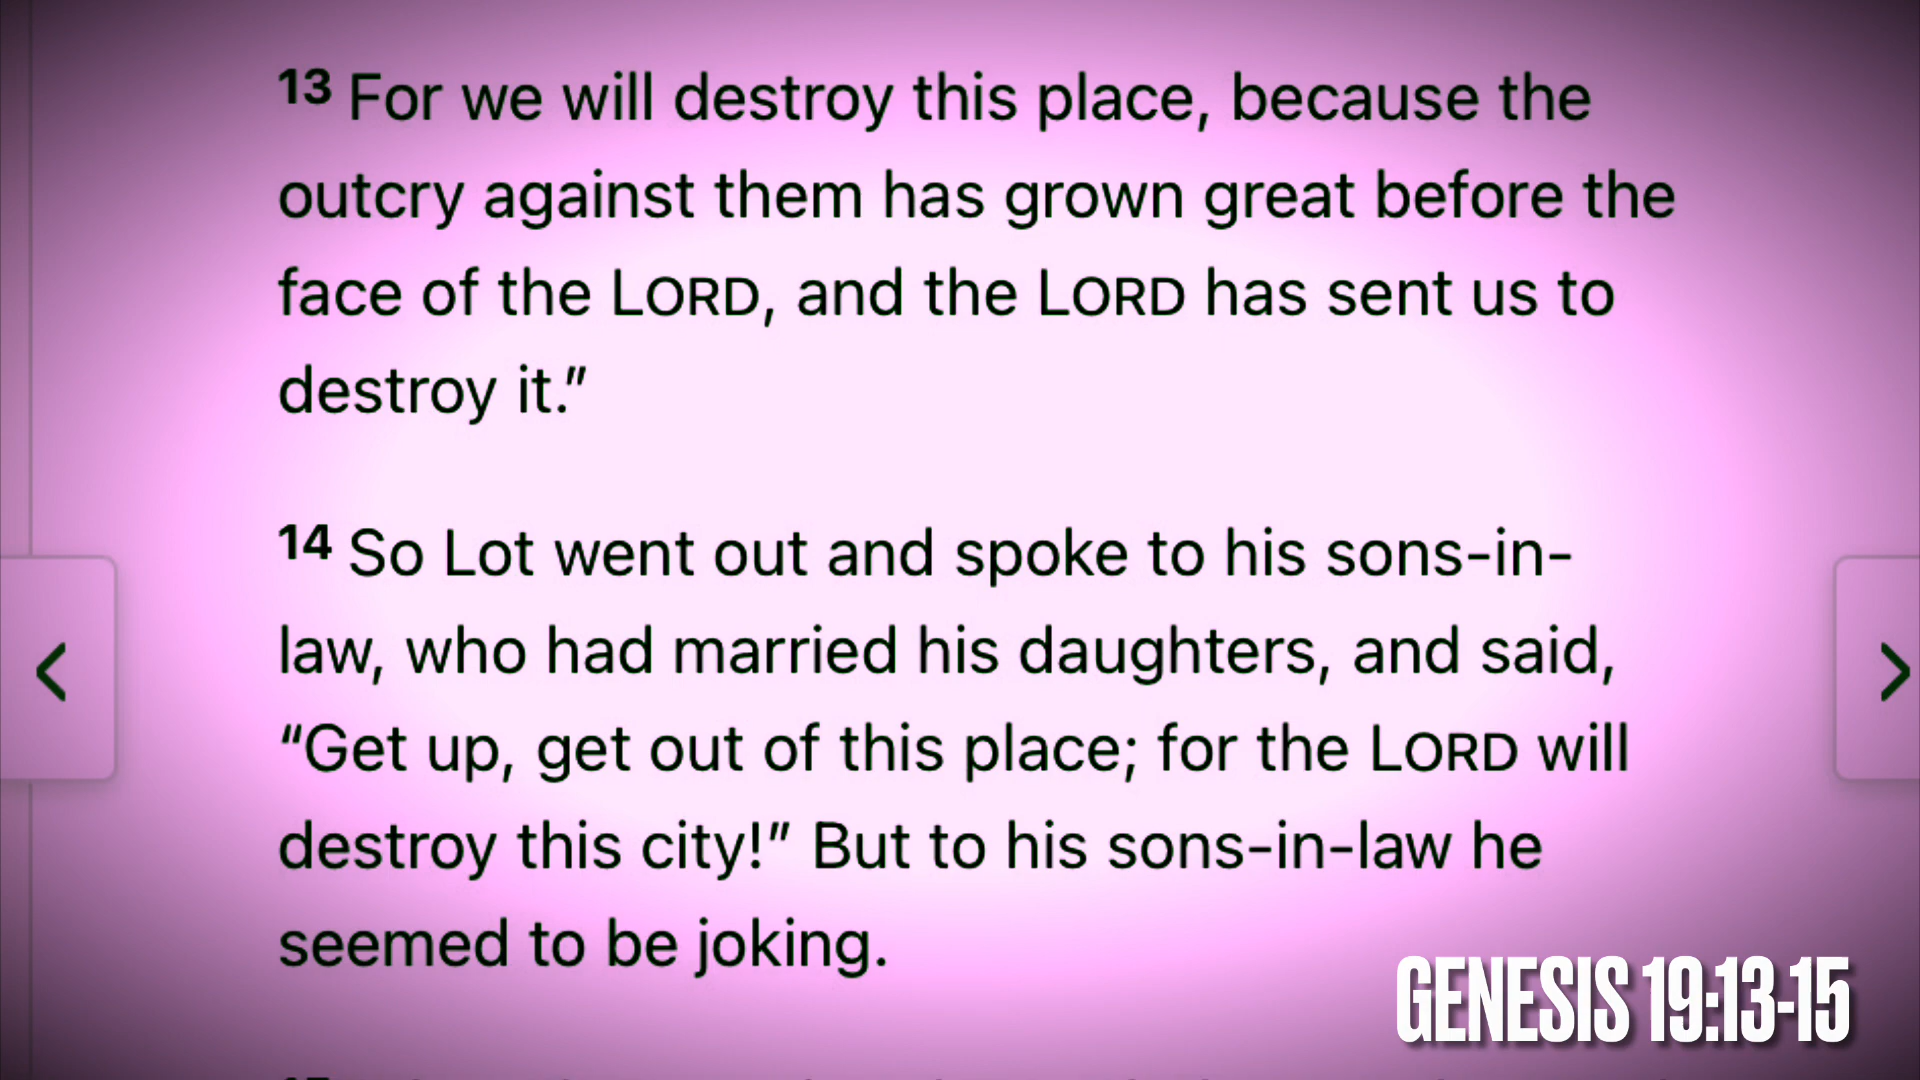 13 For we will destroy this place, because the
outcry against them has grown great before the
face of the LORD, and the LORD has sent us to
destroy it.”
14 So Lot went out and spoke to his sons-in-
law, who had married his daughters, and said,
“Get up, get out of this place; for the LORD will
destroy this city!” But to his sons-in-law he
seemed to be joking.
GENESIS 19:13-15